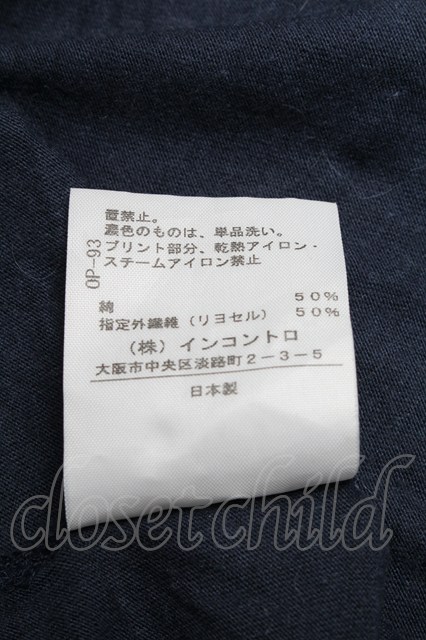 置禁止。
濃色のものは、単品洗い。
プリント部分、乾熱アイロン・
スチームアイロン禁止
OP-93
綿 50%
指定外繊維（リヨセル） 50%
（株）インコントロ
大阪市中央区淡路町2-3-5
日本製
closet child